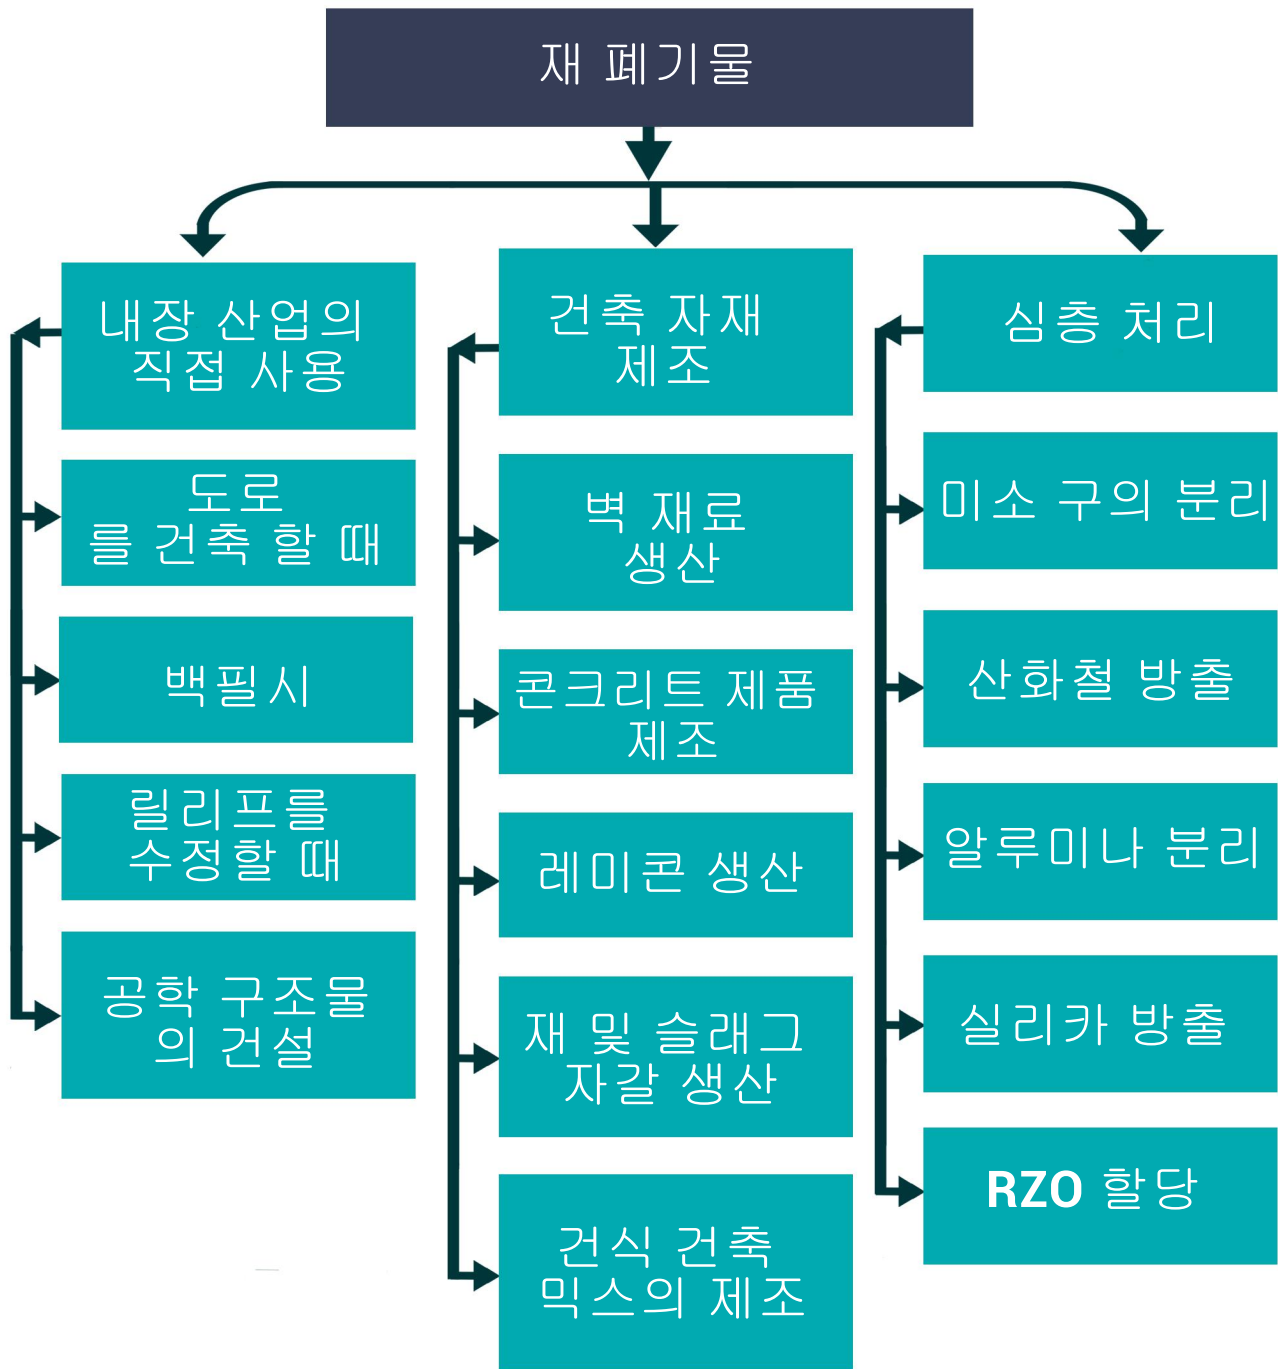 재 폐기물
내장 산업의
직접 사용
도로
를 건축 할 때
백필시
릴리프를
수정할 때
공학 구조물
의 건설
건축 자재
제조
벽 재료
생산
콘크리트 제품
제조
레미콘 생산
재 및 슬래그
자갈 생산
건식 건축
믹스의 제조
심층 처리
미소 구의 분리
산화철 방출
알루미나 분리
실리카 방출
RZO 할당